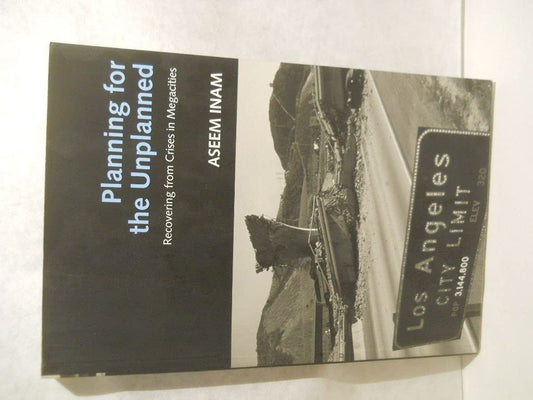 Planning for
the Unplanned
Recovering from Crises in Megacities
ASEEM INAM
Los Angeles
CITY LIMIT
POP 3,144,800 ELEV 320